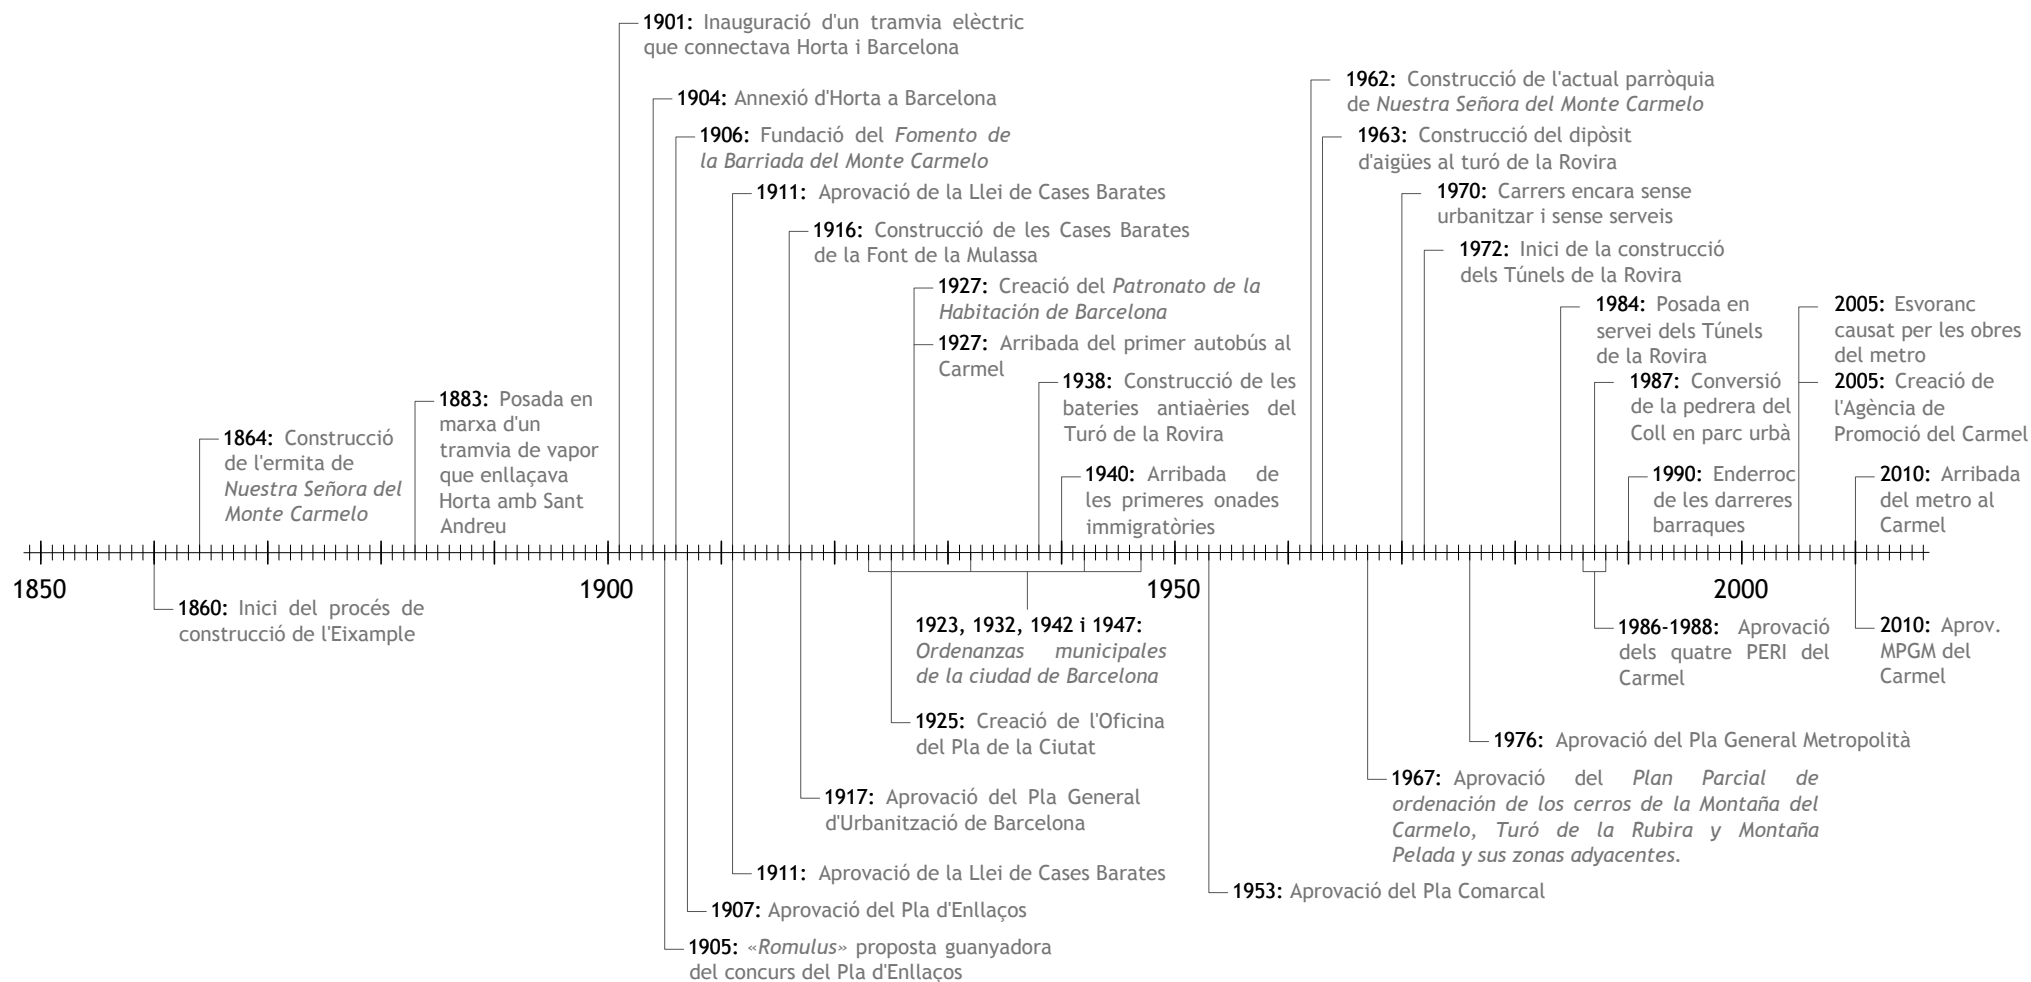 1901: Inauguració d'un tramvia elèctric
que connectava Horta i Barcelona
1904: Annexió d'Horta a Barcelona
1906: Fundació del Fomento de
la Barriada del Monte Carmelo
1911: Aprovació de la Llei de Cases Barates
1916: Construcció de les Cases Barates
de la Font de la Mulassa
1927: Creació del Patronato de la
Habitación de Barcelona
1927: Arribada del primer autobús al
Carmel
1938: Construcció de les
bateries antiaèries del
Turó de la Rovira
1883: Posada en
marxa d'un
tramvia de vapor
que enllaçava
Horta amb Sant
Andreu
1864: Construcció
de l'ermita de
Nuestra Señora del
Monte Carmelo
1940: Arribada de
les primeres onades
immigratòries
1962: Construcció de l'actual parròquia
de Nuestra Señora del Monte Carmelo
1963: Construcció del dipòsit
d'aigües al turó de la Rovira
1970: Carrers encara sense
urbanitzar i sense serveis
1972: Inici de la construcció
dels Túnels de la Rovira
1984: Posada en
servei dels Túnels
de la Rovira
1987: Conversió
de la pedrera del
Coll en parc urbà
1990: Enderroc
de les darreres
barraques
2005: Esvoranc
causat per les obres
del metro
2005: Creació de
l'Agència de
Promoció del Carmel
2010: Arribada
del metro al
Carmel
1850
1900
1950
2000
1860: Inici del procés de
construcció de l'Eixample
1923, 1932, 1942 i 1947:
Ordenanzas municipales
de la ciudad de Barcelona
1925: Creació de l'Oficina
del Pla de la Ciutat
1917: Aprovació del Pla General
d'Urbanització de Barcelona
1911: Aprovació de la Llei de Cases Barates
1907: Aprovació del Pla d'Enllaços
1905: «Romulus» proposta guanyadora
del concurs del Pla d'Enllaços
1986-1988: Aprovació
dels quatre PERI del
Carmel
2010: Aprov.
MPGM del
Carmel
1976: Aprovació del Pla General Metropolità
1967: Aprovació del Plan Parcial de
ordenación de los cerros de la Montaña del
Carmelo, Turó de la Rubira y Montaña
Pelada y sus zonas adyacentes.
1953: Aprovació del Pla Comarcal